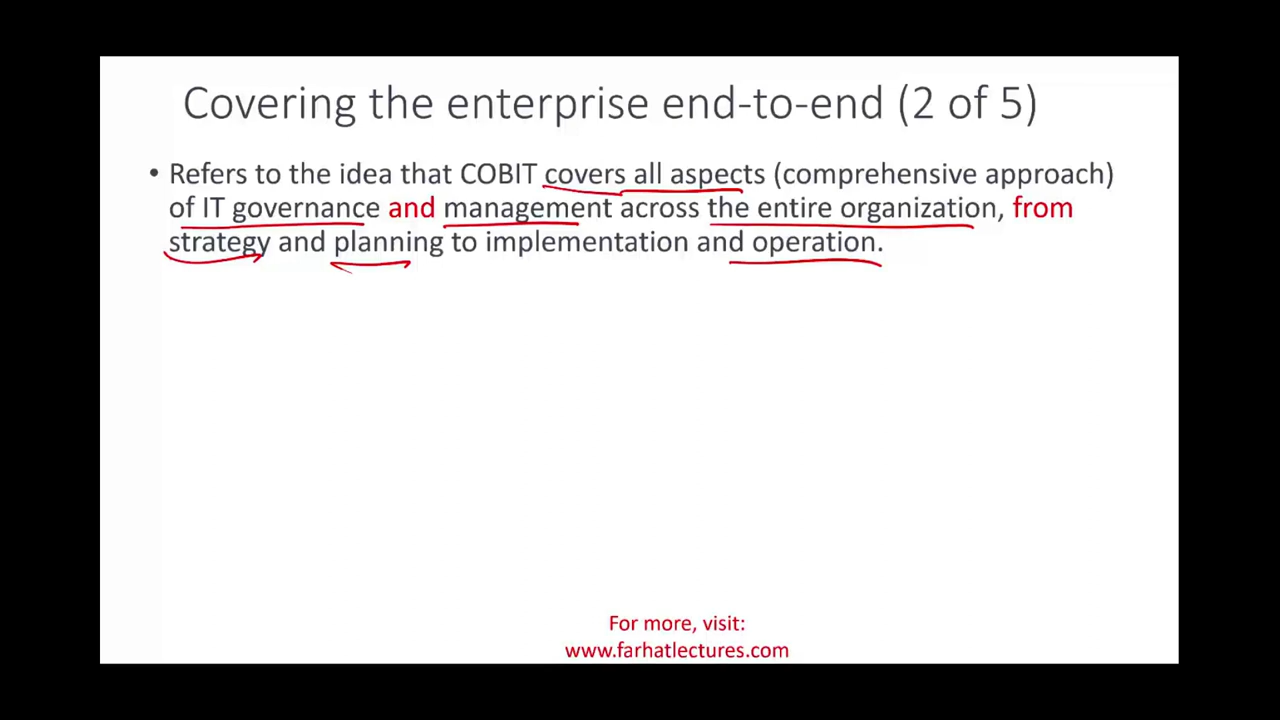 Covering the enterprise end-to-end (2 of 5)
• Refers to the idea that COBIT covers all aspects (comprehensive approach)
of IT governance and management across the entire organization, from
strategy and planning to implementation and operation.
For more, visit:
www.farhatlectures.com